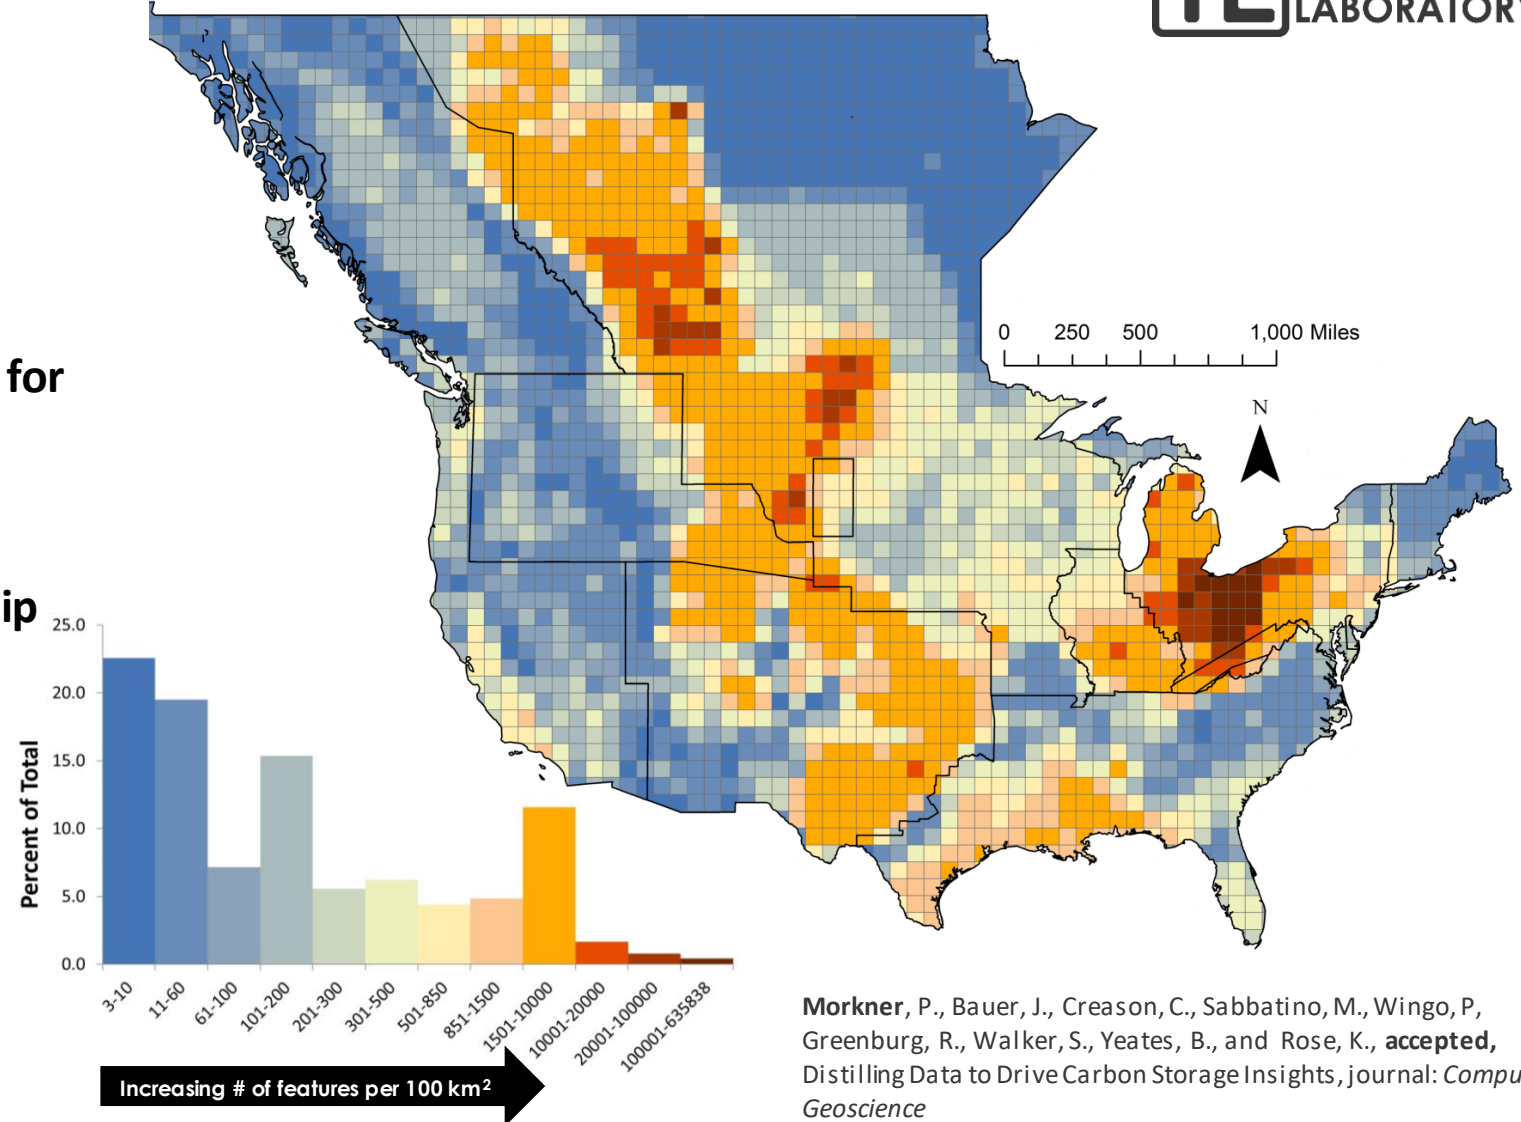 LABORATORY
0 250 500 1,000 Miles
for
N
ip
25.0
20.0
15.0
10.0
5.0
0.0
Percent of Total
3-10
11-60
61-100
101-200
201-300
301-500
501-850
851-1500
1501-10000
10001-20000
20001-100000
100001-635838
Increasing # of features per 100 km²
Morkner, P., Bauer, J., Creason, C., Sabbatino, M., Wingo, P,
Greenburg, R., Walker, S., Yeates, B., and Rose, K., accepted,
Distilling Data to Drive Carbon Storage Insights, journal: Compu
Geoscience